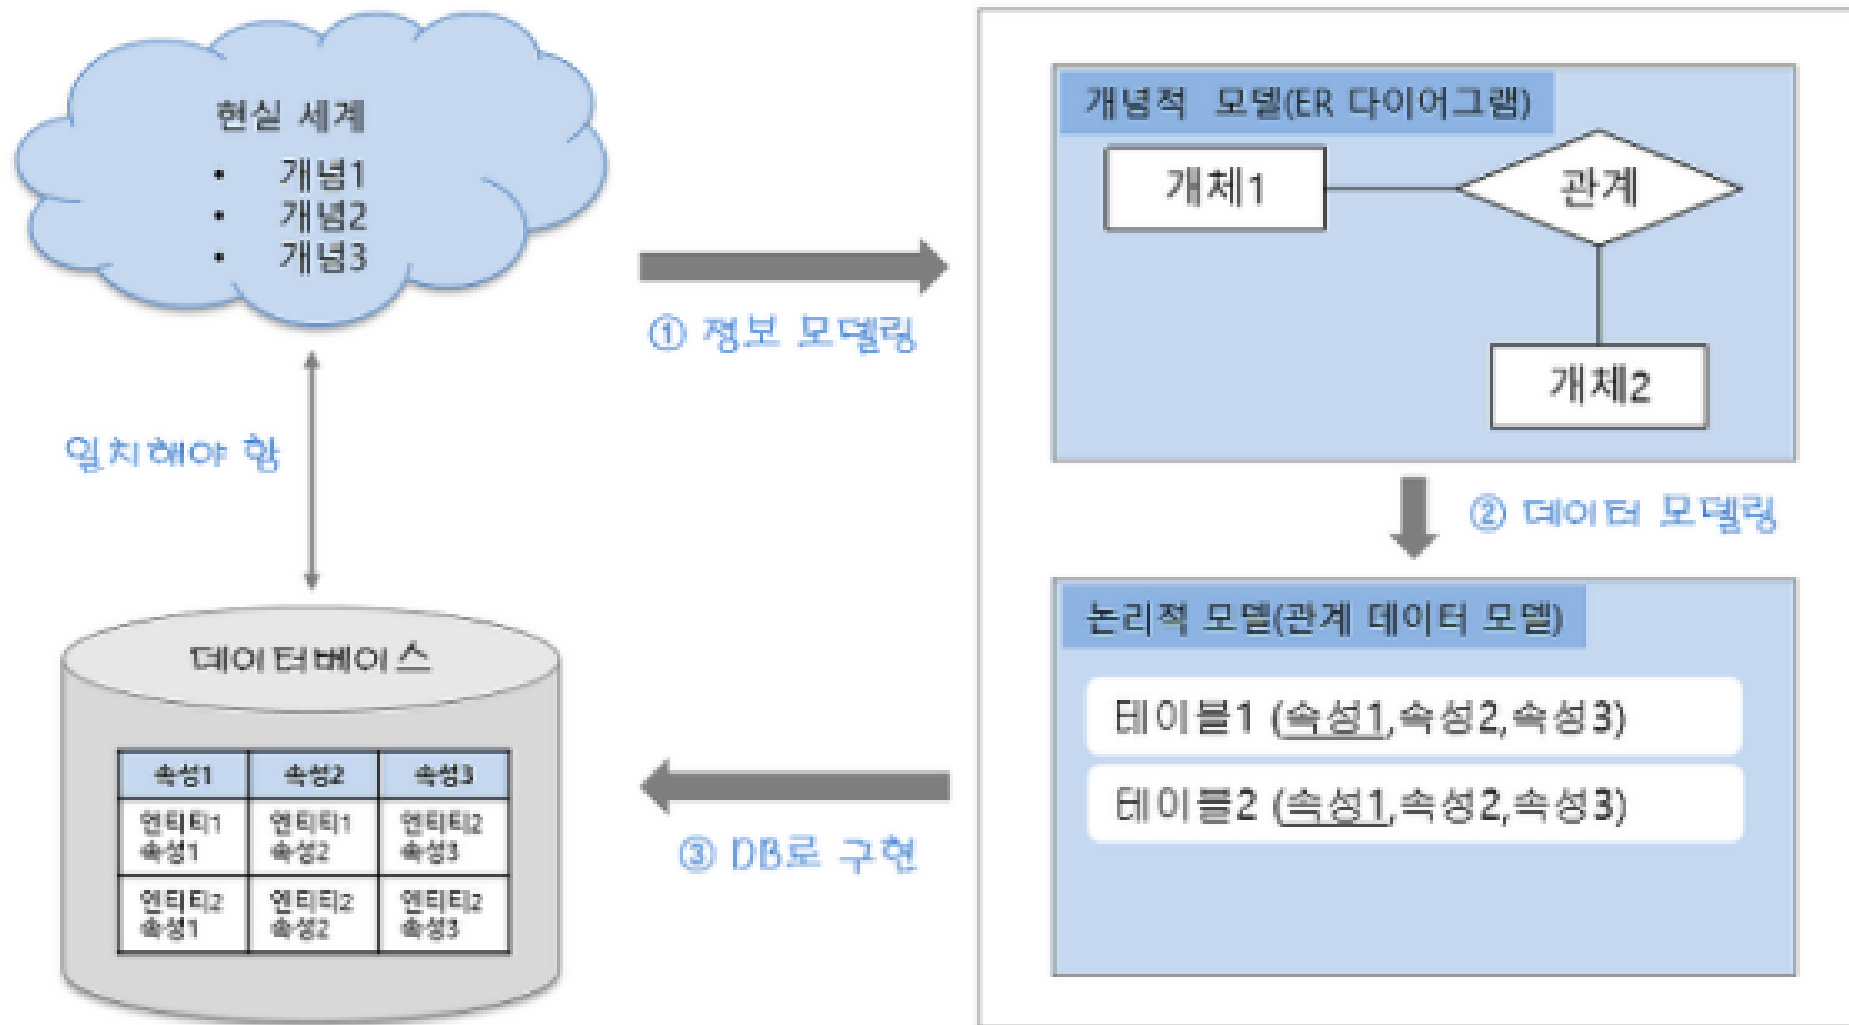 현실 세계
• 개념1
• 개념2
• 개념3
① 정보 모델링
개념적 모델(ER 다이어그램)
개체1
관계
개체2
② 데이터 모델링
논리적 모델(관계 데이터 모델)
테이블1 (속성1,속성2,속성3)
테이블2 (속성1,속성2,속성3)
③ DB로 구현
일치해야 함
데이터베이스
속성1 속성2 속성3
엔티티1 엔티티1 엔티티2
속성1 속성2 속성3
엔티티2 엔티티2 엔티티2
속성1 속성2 속성3